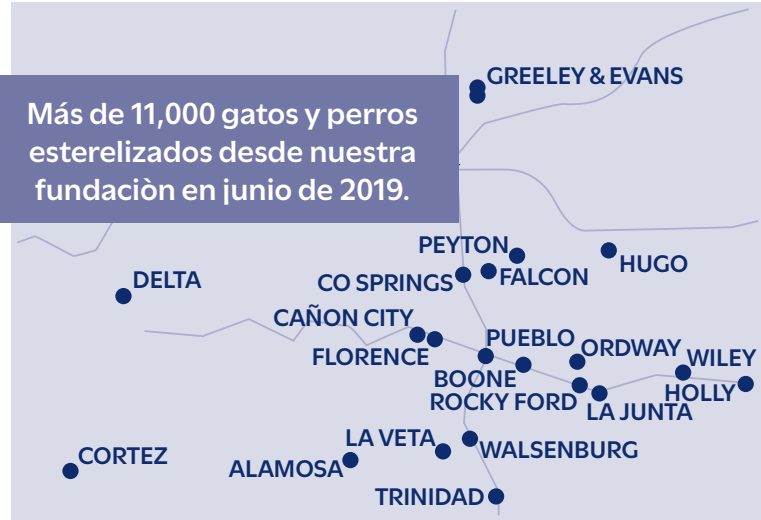 GREELEY & EVANS
Más de 11,000 gatos y perros
esterelizados desde nuestra
fundaciòn en junio de 2019.
PEYTON
HUGO
DELTA
CO SPRINGS
FALCON
CAÑON CITY
FLORENCE
PUEBLO
ORDWAY
WILEY
BOONE
HOLLY
ROCKY FORD
LA JUNTA
LA VETA
WALSENBURG
CORTEZ
ALAMOSA
TRINIDAD